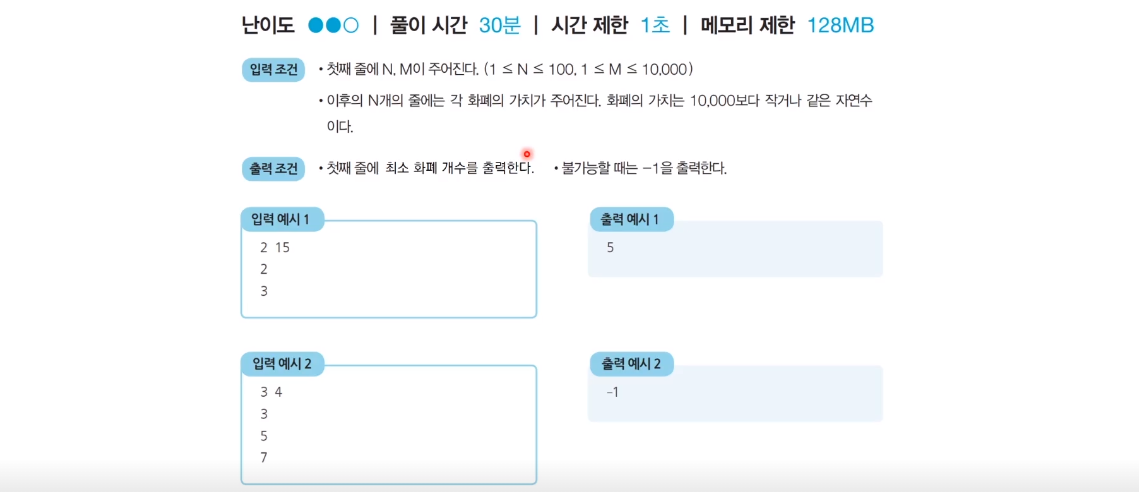 난이도 ●●○ | 풀이 시간 30분 | 시간 제한 1초 | 메모리 제한 128MB
입력 조건 • 첫째 줄에 N, M이 주어진다. (1 ≤ N ≤ 100, 1 ≤ M ≤ 10,000)
• 이후의 N개의 줄에는 각 화폐의 가치가 주어진다. 화폐의 가치는 10,000보다 작거나 같은 자연수
이다.
출력 조건 • 첫째 줄에 최소 화폐 개수를 출력한다. • 불가능할 때는 -1을 출력한다.
입력 예시 1
2 15
2
3
출력 예시 1
5
입력 예시 2
3 4
3
5
7
출력 예시 2
-1